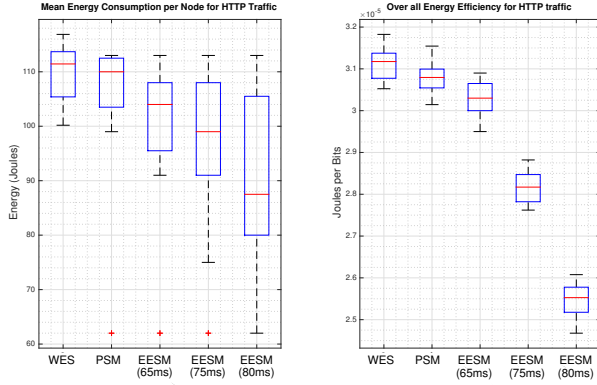 Mean Energy Consumption per Node for HTTP Traffic
Energy (Joules)
110
100
90
80
70
60
WES
PSM
EESM
(65ms)
EESM
(75ms)
EESM
(80ms)
Over all Energy Efficiency for HTTP traffic
×10⁻⁵
Joules per Bits
3.2
3.1
3
2.9
2.8
2.7
2.6
2.5
WES
PSM
EESM
(65ms)
EESM
(75ms)
EESM
(80ms)